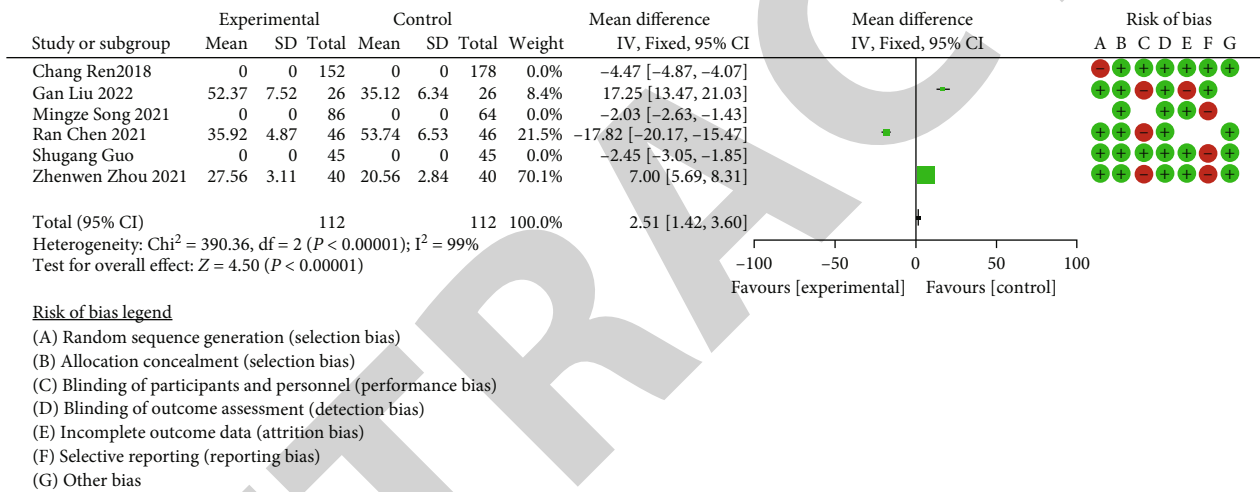 Experimental Control Mean difference Mean difference Risk of bias
Study or subgroup Mean SD Total Mean SD Total Weight IV, Fixed, 95% CI IV, Fixed, 95% CI A B C D E F G
Chang Ren2018 0 0 152 0 0 178 0.0% −4.47 [−4.87, −4.07] − + + + + + +
Gan Liu 2022 52.37 7.52 26 35.12 6.34 26 8.4% 17.25 [13.47, 21.03] + + − + − +
Mingze Song 2021 0 0 86 0 0 64 0.0% −2.03 [−2.63, −1.43] + + + −
Ran Chen 2021 35.92 4.87 46 53.74 6.53 46 21.5% −17.82 [−20.17, −15.47] + + − + +
Shugang Guo 0 0 45 0 0 45 0.0% −2.45 [−3.05, −1.85] + + + + + − +
Zhenwen Zhou 2021 27.56 3.11 40 20.56 2.84 40 70.1% 7.00 [5.69, 8.31] + + − + + − +
Total (95% CI) 112 112 100.0% 2.51 [1.42, 3.60]
Heterogeneity: Chi² = 390.36, df = 2 (P < 0.00001); I² = 99%
Test for overall effect: Z = 4.50 (P < 0.00001)
−100 −50 0 50 100
Favours [experimental] Favours [control]
Risk of bias legend
(A) Random sequence generation (selection bias)
(B) Allocation concealment (selection bias)
(C) Blinding of participants and personnel (performance bias)
(D) Blinding of outcome assessment (detection bias)
(E) Incomplete outcome data (attrition bias)
(F) Selective reporting (reporting bias)
(G) Other bias
TRAC